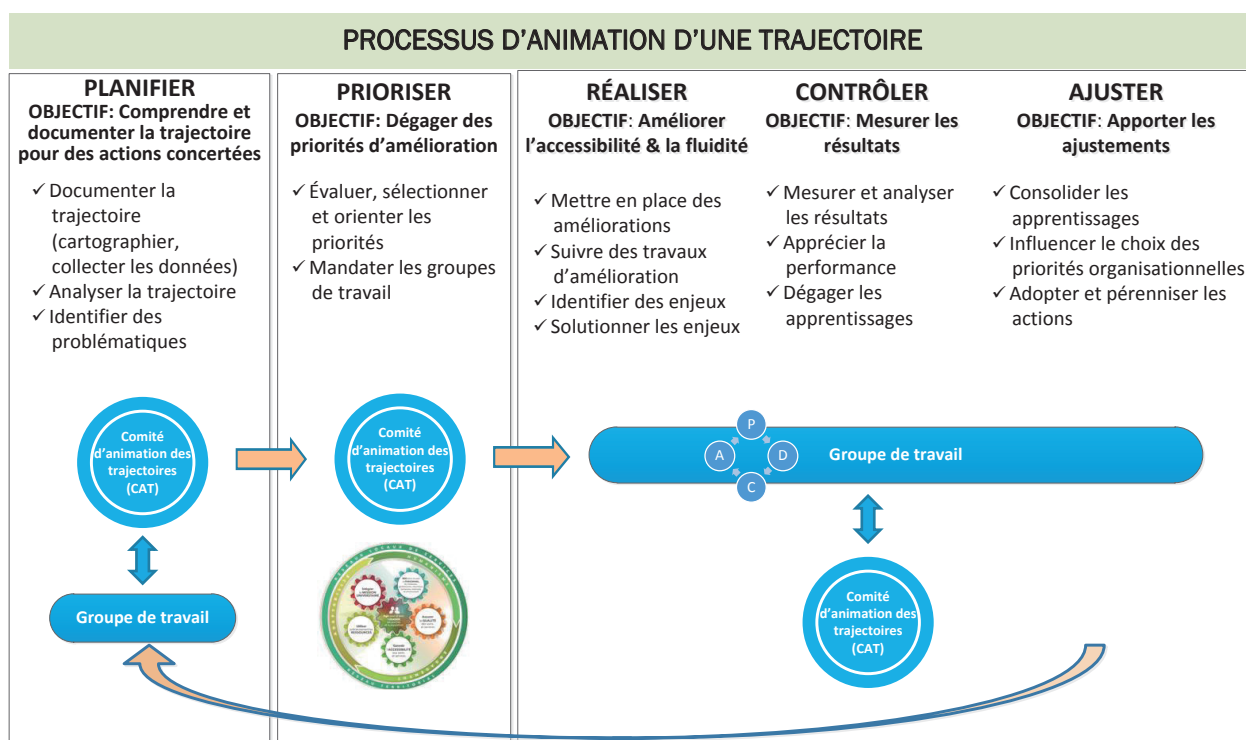 PROCESSUS D’ANIMATION D’UNE TRAJECTOIRE
PLANIFIER
OBJECTIF: Comprendre et
documenter la trajectoire
pour des actions concertées
✓ Documenter la
trajectoire
(cartographier,
collecter les données)
✓ Analyser la trajectoire
✓ Identifier des
problématiques
Comité
d’animation des
trajectoires
(CAT)
Groupe de travail
PRIORISER
OBJECTIF: Dégager des
priorités d’amélioration
✓ Évaluer, sélectionner
et orienter les
priorités
✓ Mandater les groupes
de travail
Comité
d’animation des
trajectoires
(CAT)
RÉALISER
OBJECTIF: Améliorer
l’accessibilité & la fluidité
✓ Mettre en place des
améliorations
✓ Suivre des travaux
d’amélioration
✓ Identifier des enjeux
✓ Solutionner les enjeux
CONTRÔLER
OBJECTIF: Mesurer les
résultats
✓ Mesurer et analyser
les résultats
✓ Apprécier la
performance
✓ Dégager les
apprentissages
AJUSTER
OBJECTIF: Apporter les
ajustements
✓ Consolider les
apprentissages
✓ Influencer le choix des
priorités organisationnelles
✓ Adopter et pérenniser les
actions
P
A
D
C
Groupe de travail
Comité
d’animation des
trajectoires
(CAT)